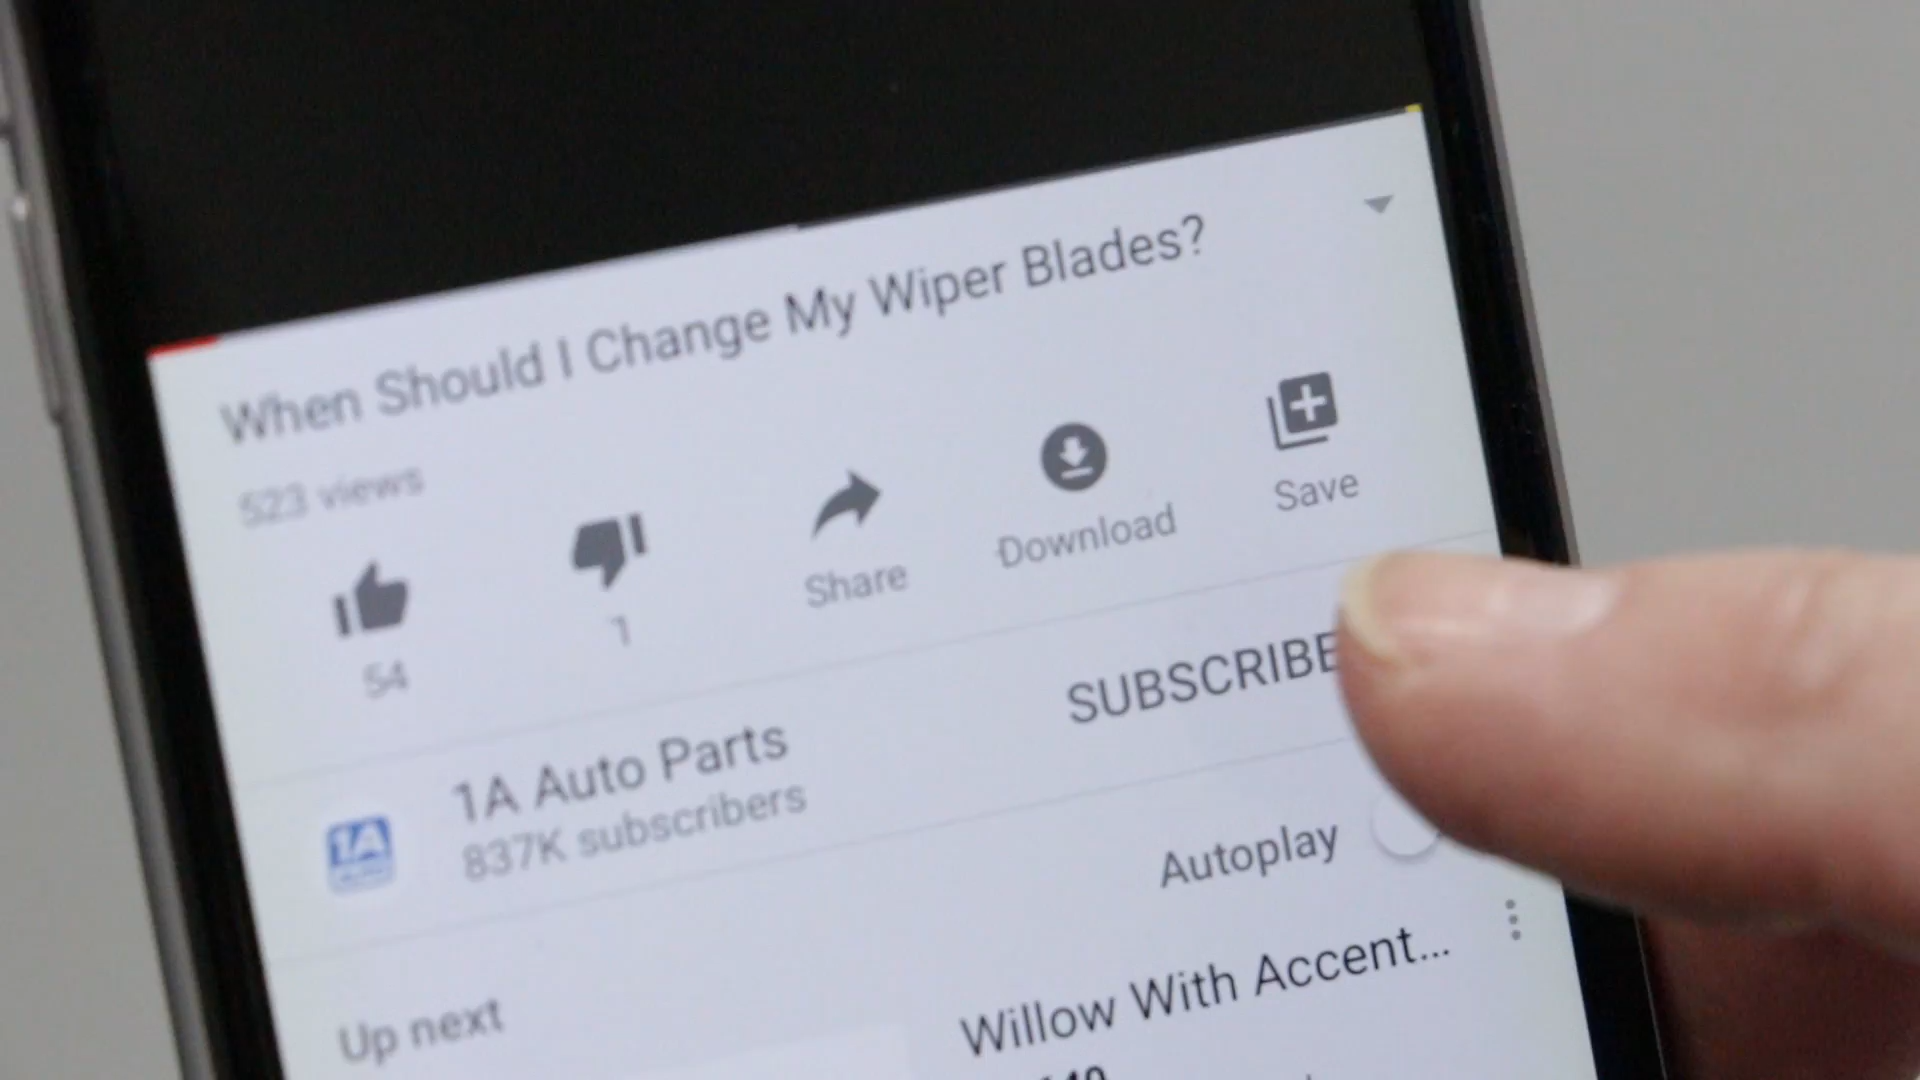 When Should I Change My Wiper Blades?
523 views
54
1
Share
Download
Save
1A Auto Parts
837K subscribers
SUBSCRIBE
1A
Autoplay
Up next
Willow With Accent...